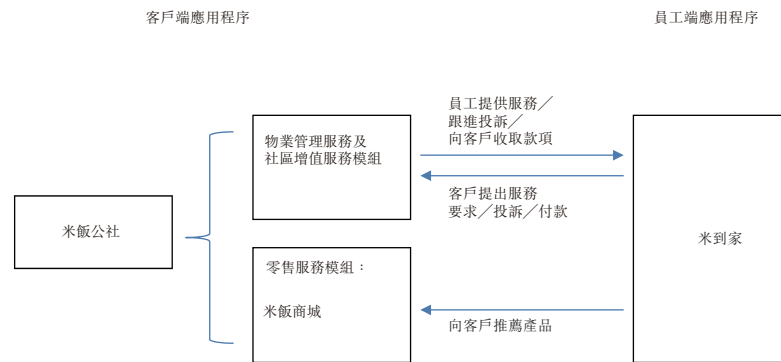 客戶端應用程序
員工端應用程序
員工提供服務╱
跟進投訴╱
向客戶收取款項
物業管理服務及
社區增值服務模組
客戶提出服務
要求╱投訴╱付款
米飯公社
米到家
零售服務模組：
米飯商城
向客戶推薦產品